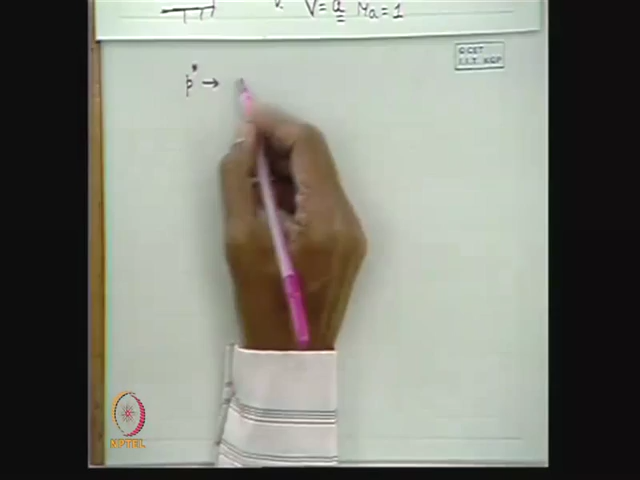 V = a Ma = 1
© CET
I.I.T. KGP
p* →
NPTEL